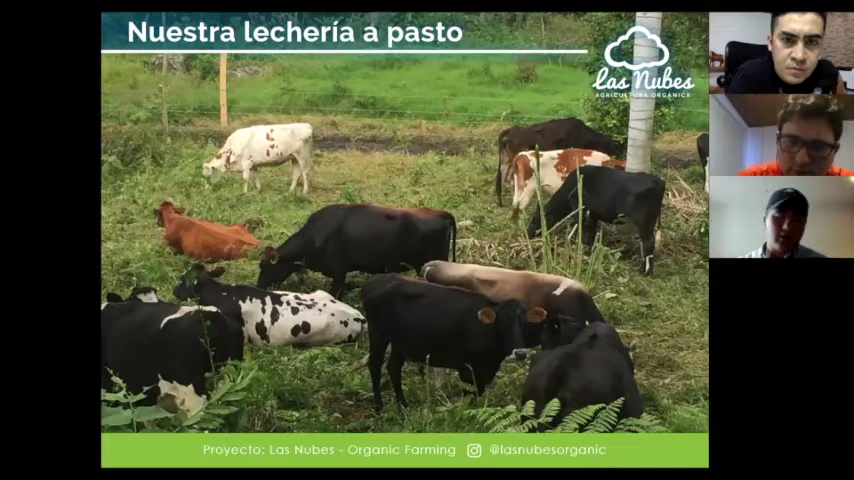 Nuestra lechería a pasto
Las Nubes
AGRICULTURA ORGÁNICA
Proyecto: Las Nubes - Organic Farming @lasnubesorganic